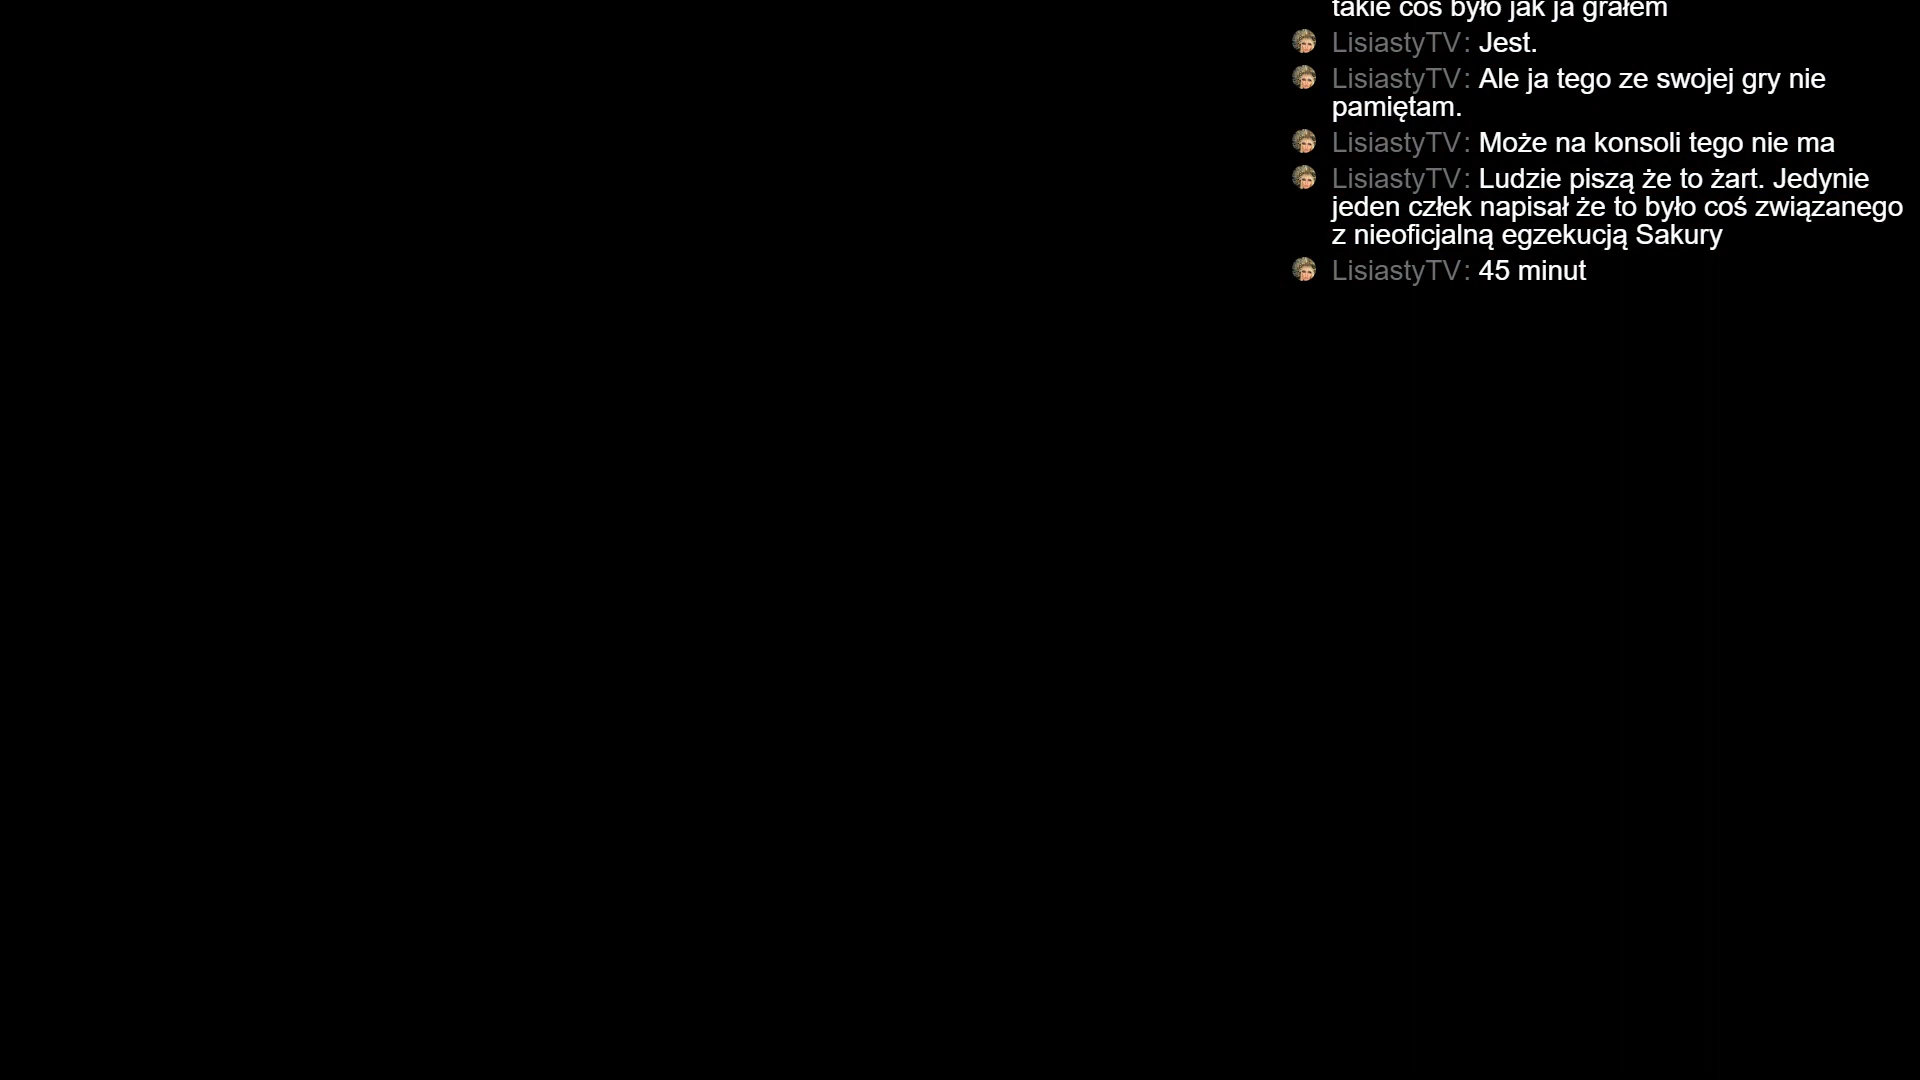 takie coś było jak ja grałem
LisiastyTV: Jest.
LisiastyTV: Ale ja tego ze swojej gry nie
pamiętam.
LisiastyTV: Może na konsoli tego nie ma
LisiastyTV: Ludzie piszą że to żart. Jedynie
jeden człek napisał że to było coś związanego
z nieoficjalną egzekucją Sakury
LisiastyTV: 45 minut